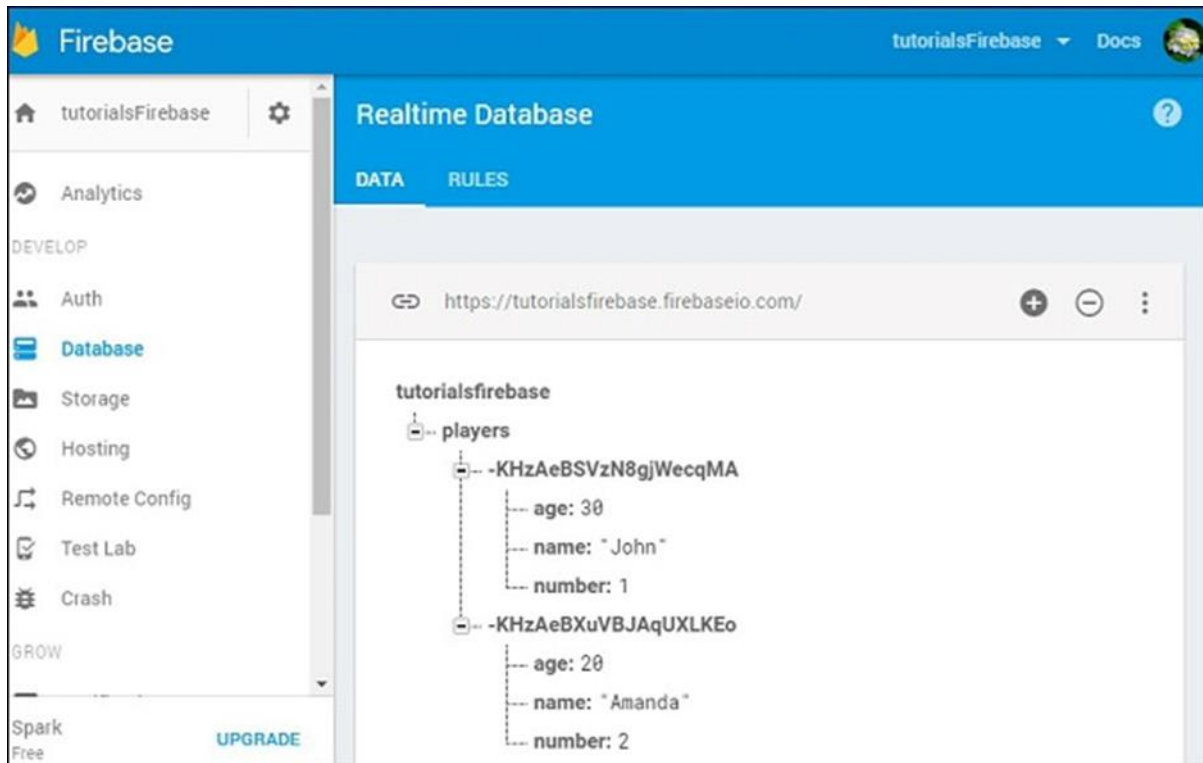 Firebase
tutorialsFirebase
Docs
tutorialsFirebase
Analytics
DEVELOP
Auth
Database
Storage
Hosting
Remote Config
Test Lab
Crash
GROW
Spark
Free
UPGRADE
Realtime Database
DATA
RULES
https://tutorialsfirebase.firebaseio.com/
tutorialsfirebase
players
-KHzAeBSVzN8gjWecqMA
age: 30
name: "John"
number: 1
-KHzAeBXuVBJAqUXLKEo
age: 20
name: "Amanda"
number: 2